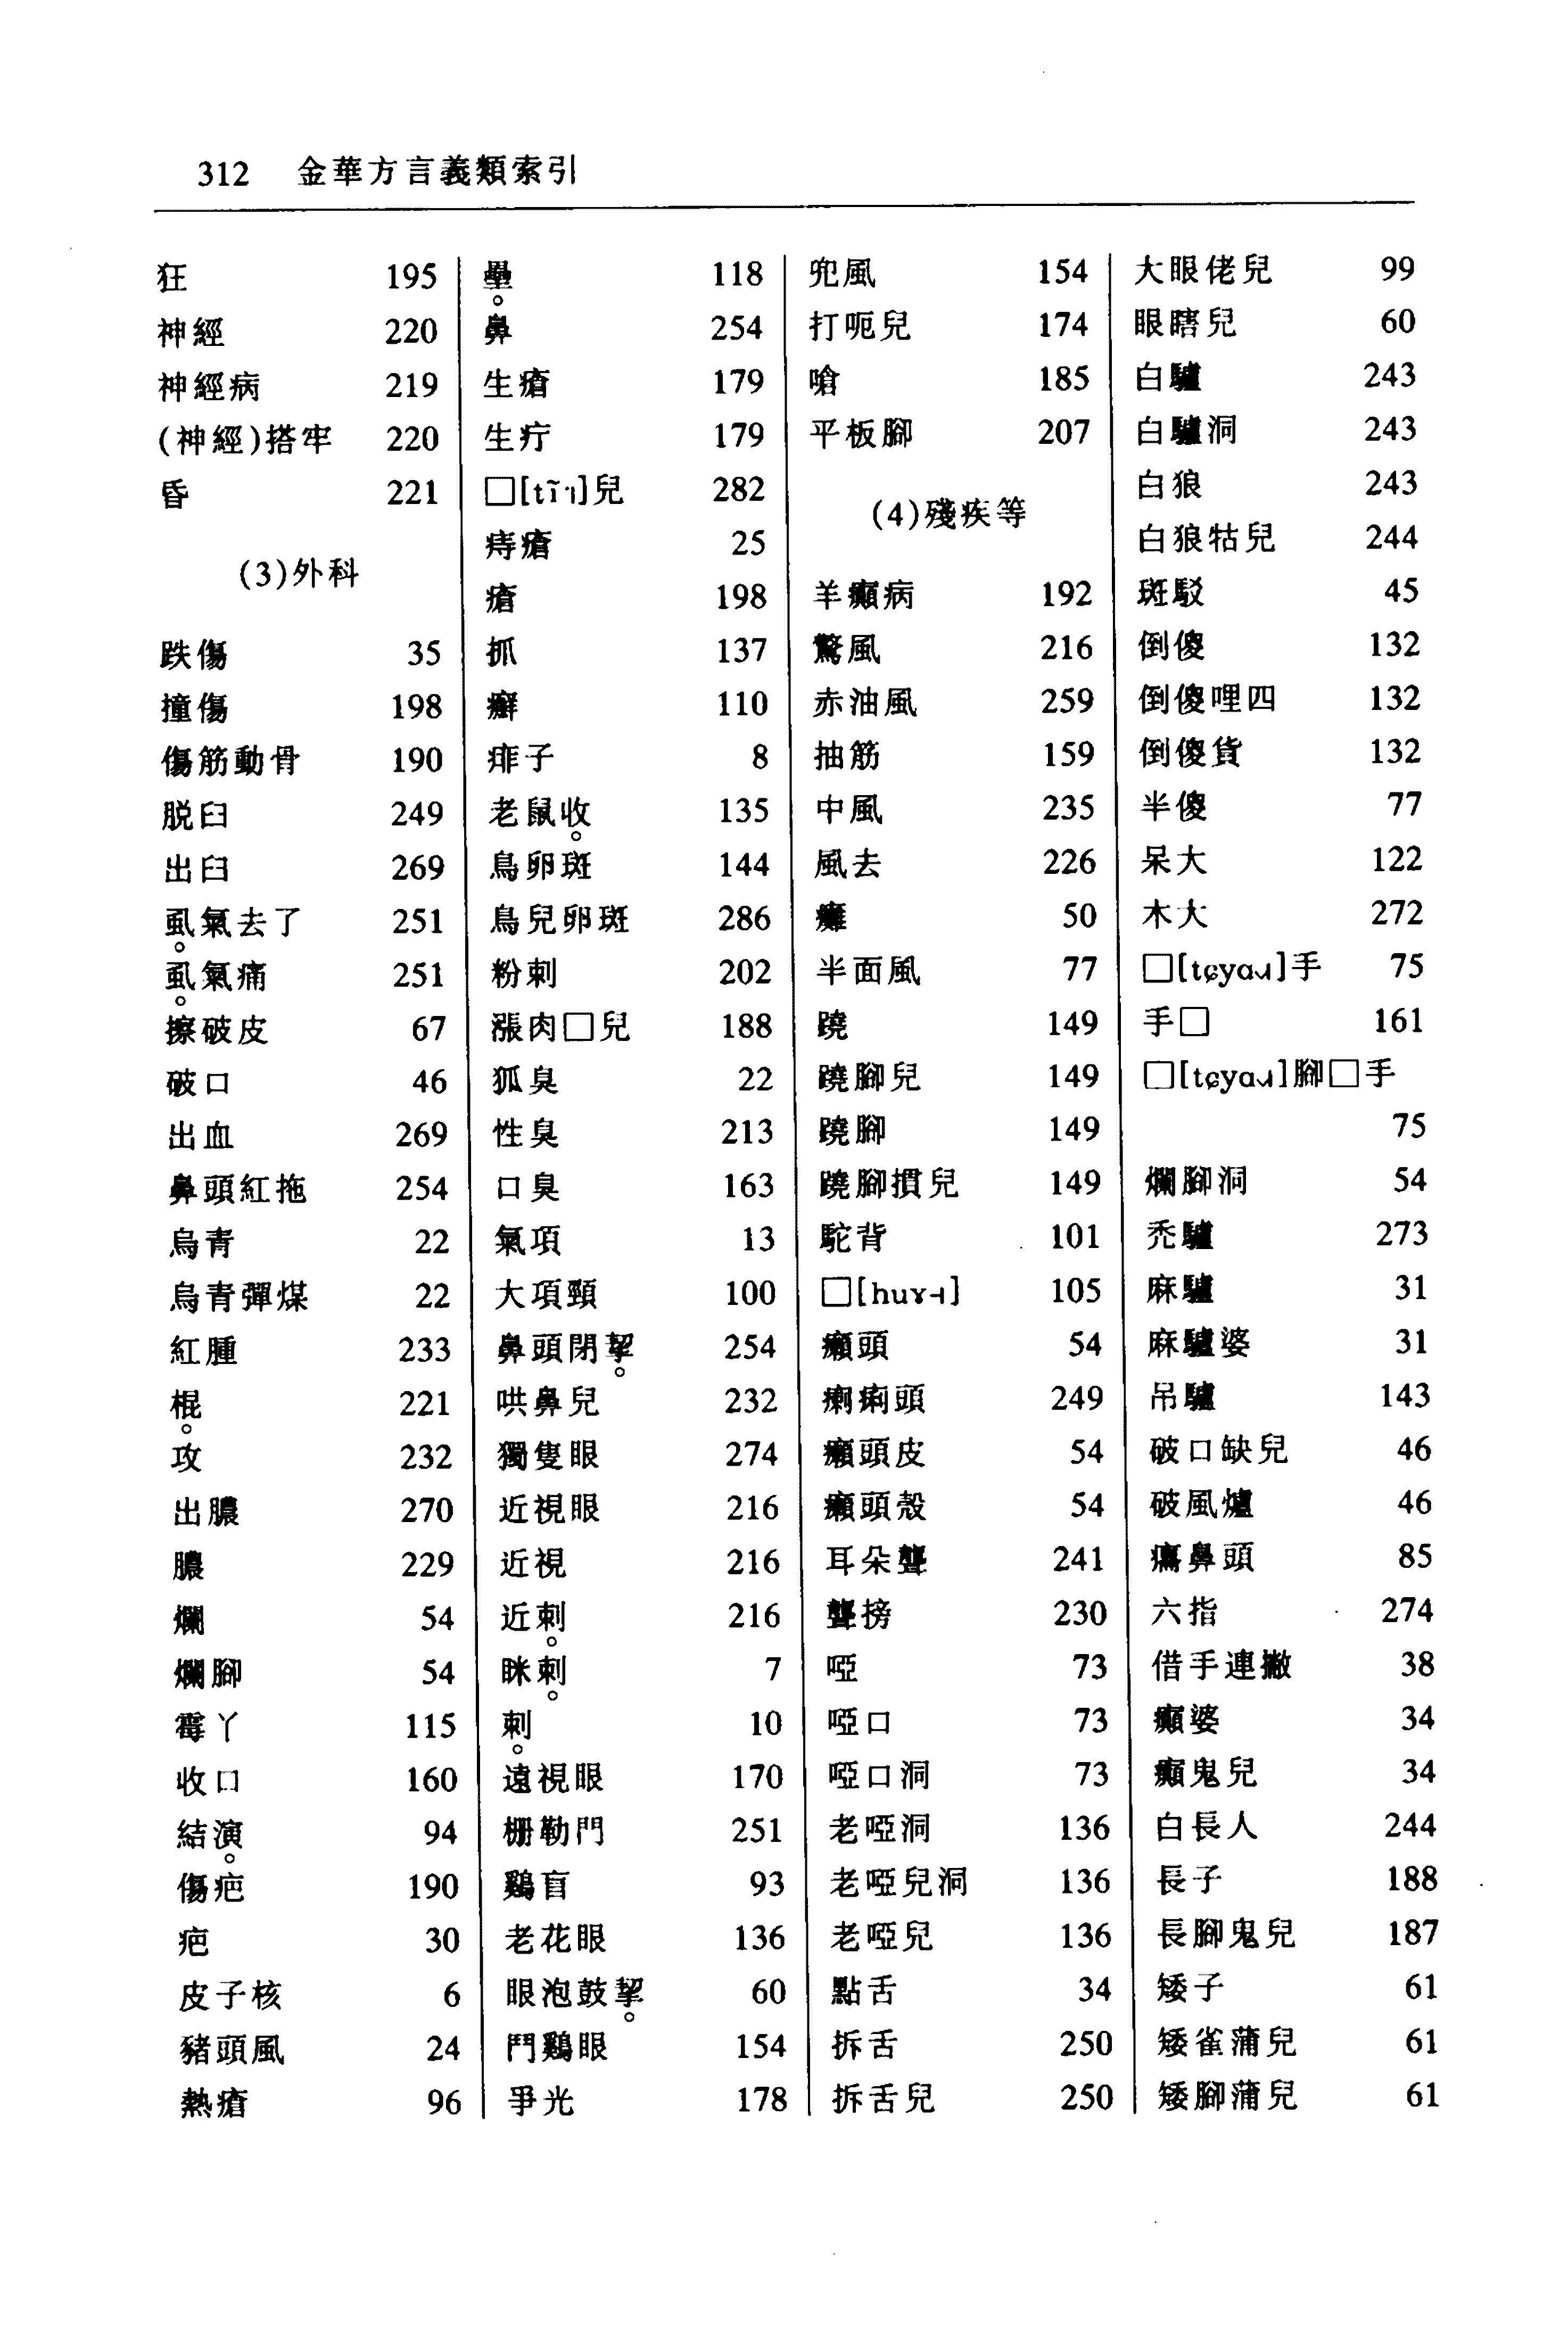 312 金華方言義類索引
狂 195
神經 220
神經病 219
(神經)搭牢 220
昏 221
(3)外科
跌傷 35
撞傷 198
傷筋動骨 190
脱臼 249
出臼 269
虱。氣去了 251
虱。氣痛 251
擦破皮 67
破口 46
出血 269
鼻頭紅拖 254
烏青 22
烏青彈煤 22
紅腫 233
棍。 221
攻 232
出膿 270
膿 229
爛 54
爛腳 54
霉丫 115
收口 160
結演。 94
傷疤 190
疤 30
皮子核 6
豬頭風 24
熱瘡 96
壘。 118
鼻 254
生瘡 179
生疔 179
□[tĩ˥]兒 282
痔瘡 25
瘡 198
抓 137
癬 110
痱子 8
老鼠收。 135
鳥卵斑 144
鳥兒卵斑 286
粉刺 202
漲肉□兒 188
狐臭 22
性臭 213
口臭 163
氣項 13
大項頸 100
鼻頭閉挈。 254
哄鼻兒 232
獨隻眼 274
近視眼 216
近視 216
近刺。 216
眯刺。 7
刺。 10
遠視眼 170
栅勒門 251
鷄盲 93
老花眼 136
眼泡鼓挈。 60
鬥鷄眼 154
爭光 178
兜風 154
打呃兒 174
嗆 185
平板腳 207
(4)殘疾等
羊癲病 192
驚風 216
赤油風 259
抽筋 159
中風 235
風去 226
癱 50
半面風 77
蹺 149
蹺腳兒 149
蹺腳 149
蹺腳摜兒 149
駝背 101
□[huɤ˧] 105
癩頭 54
瘌痢頭 249
癩頭皮 54
癩頭殼 54
耳朵聾 241
聾搒 230
啞 73
啞口 73
啞口洞 73
老啞洞 136
老啞兒洞 136
老啞兒 136
點舌 34
拆舌 250
拆舌兒 250
大眼佬兒 99
眼瞎兒 60
白驢 243
白驢洞 243
白狼 243
白狼牯兒 244
斑駁 45
倒傻 132
倒傻哩四 132
倒傻貨 132
半傻 77
呆大 122
木大 272
□[tɕyɑ˨˩˦]手 75
手□ 161
□[tɕyɑ˨˩˦]腳□手
75
爛腳洞 54
禿驢 273
麻驢 31
麻驢婆 31
吊驢 143
破口缺兒 46
破風爐 46
鼻頭 85
六指 274
借手連撇 38
癲婆 34
癲鬼兒 34
白長人 244
長子 188
長腳鬼兒 187
矮子 61
矮雀蒲兒 61
矮腳蒲兒 61